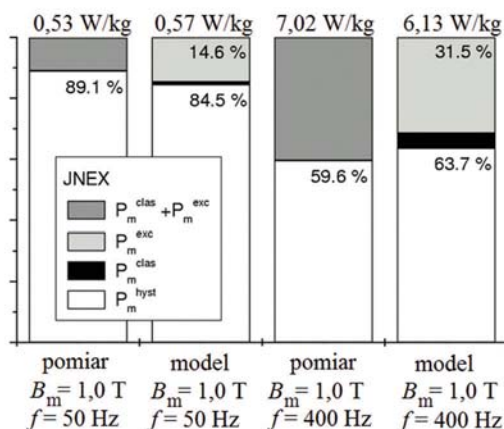 0,53 W/kg 0,57 W/kg 7,02 W/kg 6,13 W/kg
14.6 % 31.5 %
89.1 % 84.5 %
59.6 % 63.7 %
JNEX
P_m^clas + P_m^exc
P_m^exc
P_m^clas
P_m^hyst
pomiar model pomiar model
B_m = 1,0 T B_m = 1,0 T B_m = 1,0 T B_m = 1,0 T
f = 50 Hz f = 50 Hz f = 400 Hz f = 400 Hz